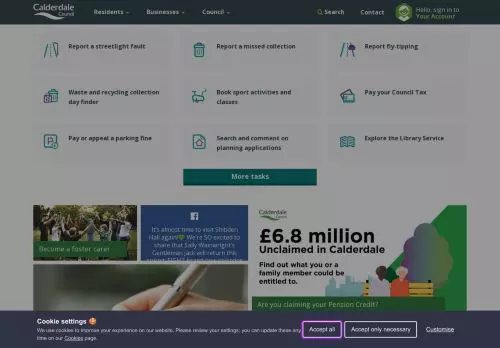 Calderdale
Council
Residents
Businesses
Council
Search
Contact
Hello, sign in to
Your Account
Report a streetlight fault
Report a missed collection
Report fly-tipping
Waste and recycling collection
day finder
Book sport activities and
classes
Pay your Council Tax
Pay or appeal a parking fine
Search and comment on
planning applications
Explore the Library Service
More tasks
Become a foster carer
It's almost time to visit Shibden
Hall again💚 We're SO excited to
share that Sally Wainwright's
Gentleman Jack will return this
Calderdale
Council
£6.8 million
Unclaimed in Calderdale
Find out what you or a
family member could be
entitled to.
Are you claiming your Pension Credit?
Cookie settings 🍪
We use cookies to improve your experience on our website. Please review your settings; you can update these any
time on our Cookies page.
Accept all
Accept only necessary
Customise